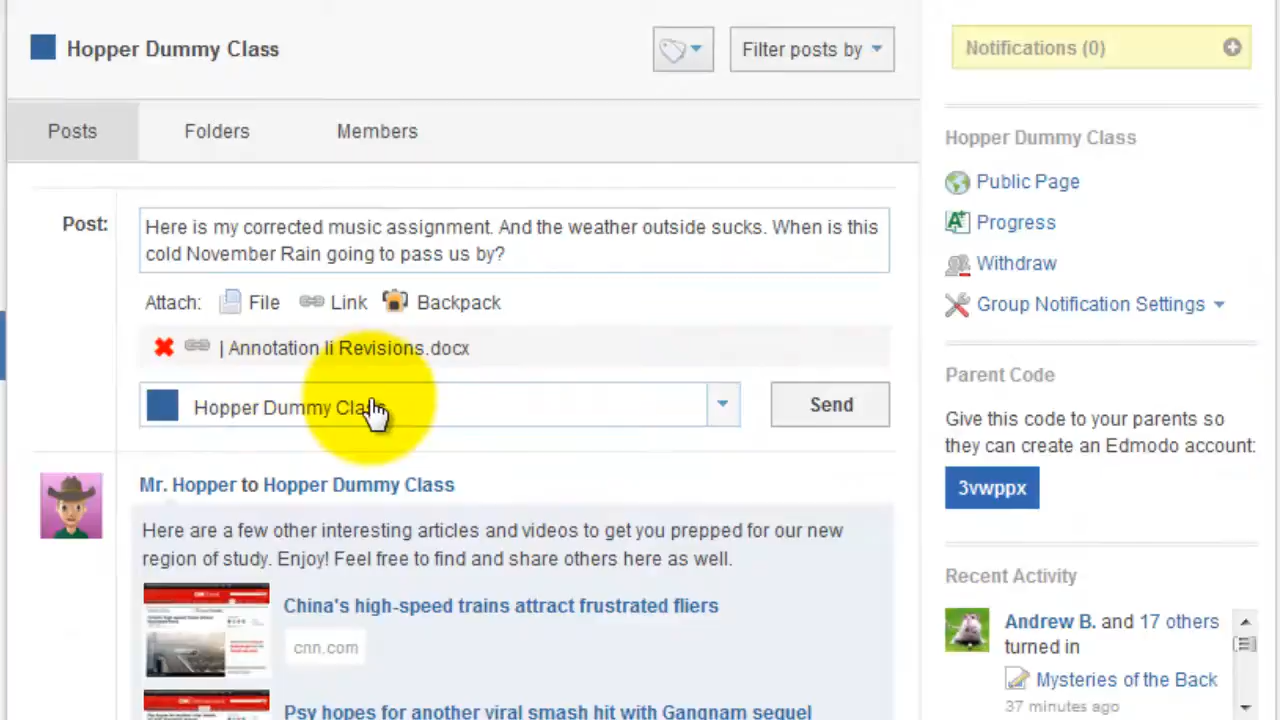 Hopper Dummy Class
Filter posts by
Notifications (0)
Posts
Folders
Members
Hopper Dummy Class
Public Page
Progress
Withdraw
Group Notification Settings
Post:
Here is my corrected music assignment. And the weather outside sucks. When is this
cold November Rain going to pass us by?
Attach:
File
Link
Backpack
| Annotation Ii Revisions.docx
Hopper Dummy Class
Send
Parent Code
Give this code to your parents so
they can create an Edmodo account:
3vwppx
Mr. Hopper to Hopper Dummy Class
Here are a few other interesting articles and videos to get you prepped for our new
region of study. Enjoy! Feel free to find and share others here as well.
China's high-speed trains attract frustrated fliers
cnn.com
Psy hopes for another viral smash hit with Gangnam sequel
Recent Activity
Andrew B. and 17 others
turned in
Mysteries of the Back
37 minutes ago